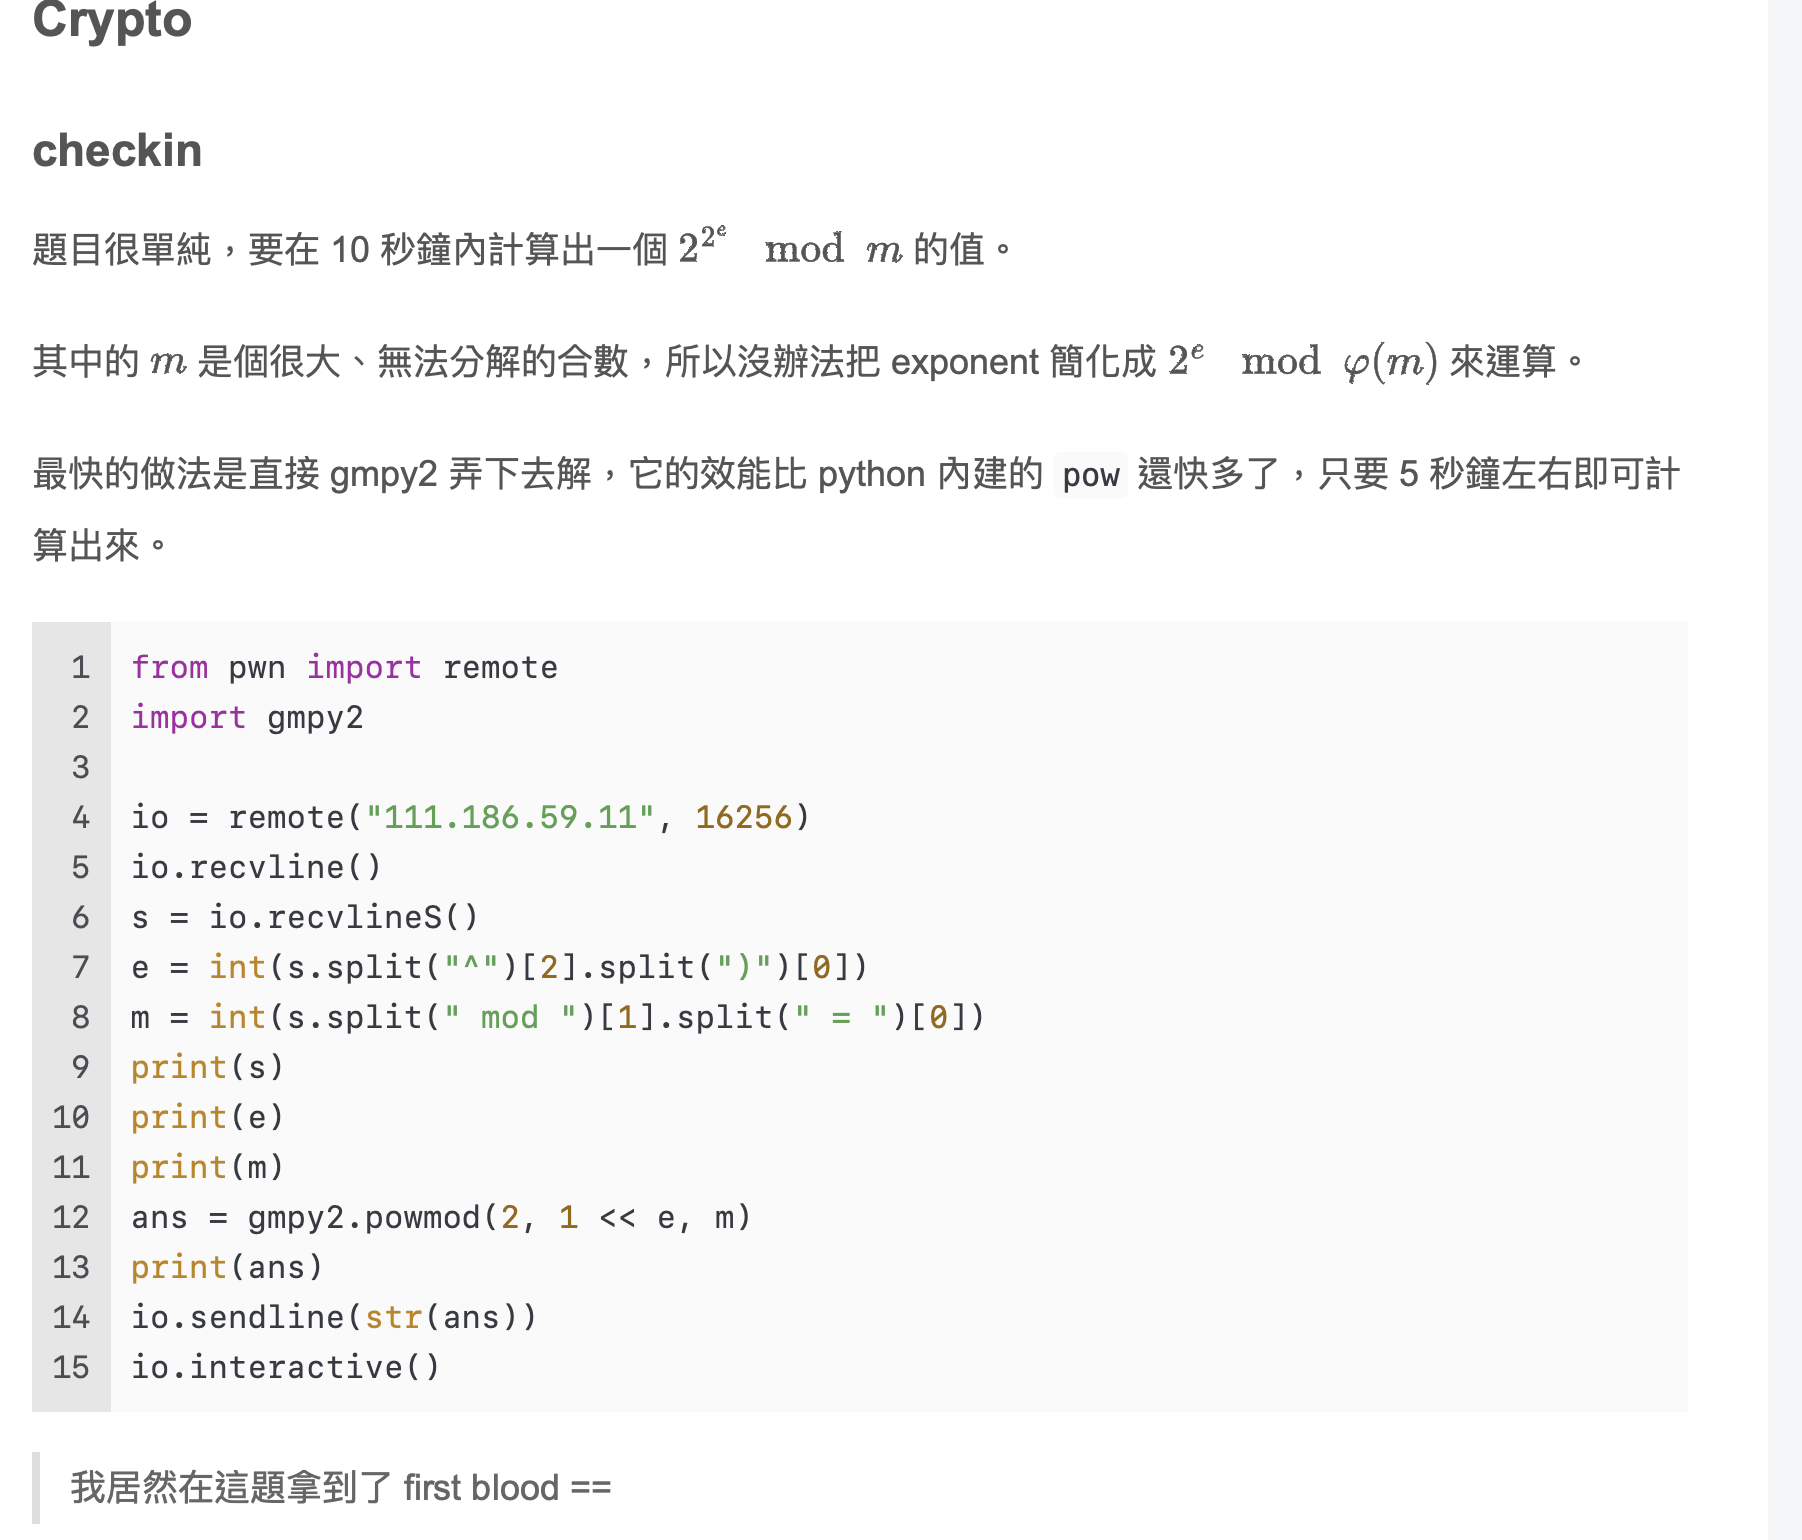 Crypto
checkin
題目很單純，要在 10 秒鐘內計算出一個 $2^{2^e} \mod m$ 的值。
其中的 $m$ 是個很大、無法分解的合數，所以沒辦法把 exponent 簡化成 $2^e \mod \varphi(m)$ 來運算。
最快的做法是直接 gmpy2 弄下去解，它的效能比 python 內建的 pow 還快多了，只要 5 秒鐘左右即可計
算出來。
1 from pwn import remote
2 import gmpy2
3
4 io = remote("111.186.59.11", 16256)
5 io.recvline()
6 s = io.recvlineS()
7 e = int(s.split("^")[2].split(")")[0])
8 m = int(s.split(" mod ")[1].split(" = ")[0])
9 print(s)
10 print(e)
11 print(m)
12 ans = gmpy2.powmod(2, 1 << e, m)
13 print(ans)
14 io.sendline(str(ans))
15 io.interactive()
我居然在這題拿到了 first blood ==